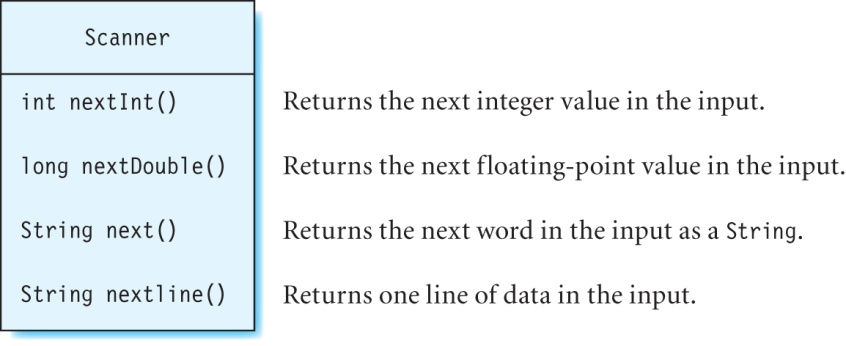 Scanner
int nextInt() Returns the next integer value in the input.
long nextDouble() Returns the next floating-point value in the input.
String next() Returns the next word in the input as a String.
String nextline() Returns one line of data in the input.